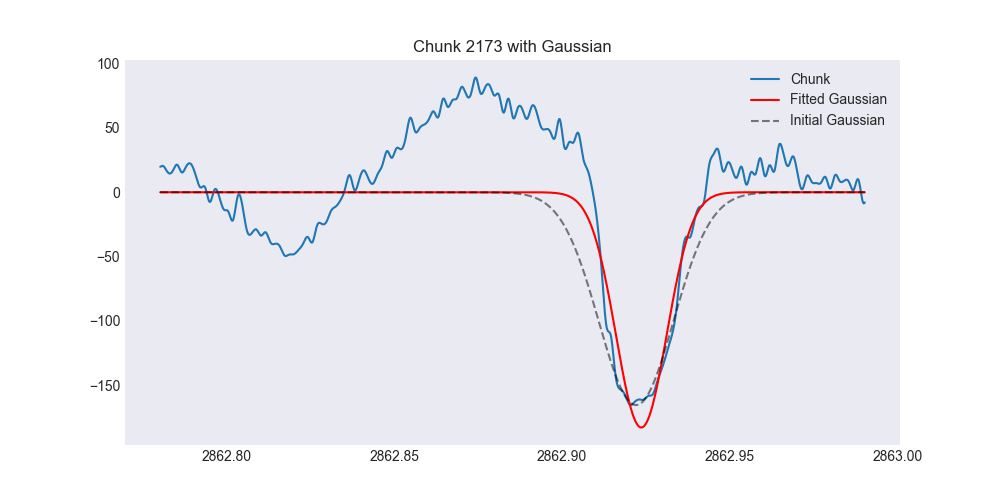 Chunk 2173 with Gaussian
Chunk
Fitted Gaussian
Initial Gaussian
100
50
0
−50
−100
−150
2862.80 2862.85 2862.90 2862.95 2863.00